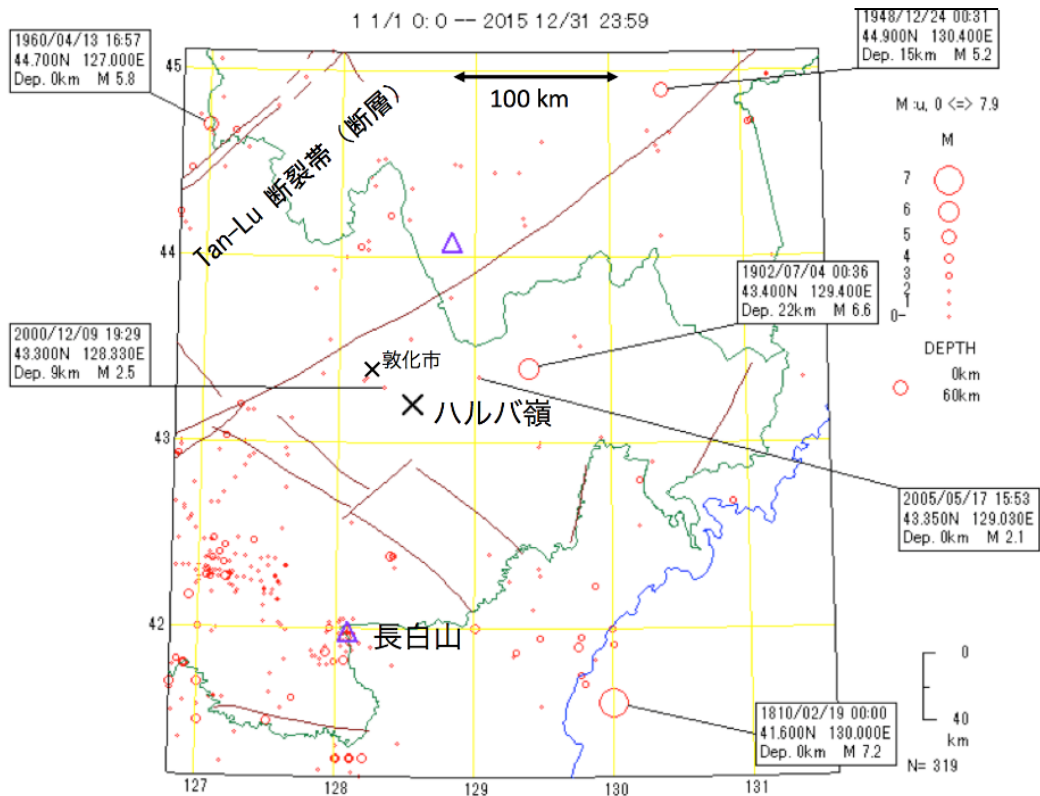 1 1/1 0: 0 -- 2015 12/31 23:59
1960/04/13 16:57
44.700N 127.000E
Dep. 0km M 5.8
1948/12/24 00:31
44.900N 130.400E
Dep. 15km M 5.2
45
100 km
Tan-Lu 断裂帯（断層）
M :u, 0 <=> 7.9
M
7
6
5
4
3
2
1
0-
44
1902/07/04 00:36
43.400N 129.400E
Dep. 22km M 6.6
2000/12/09 19:29
43.300N 128.330E
Dep. 9km M 2.5
敦化市
ハルバ嶺
DEPTH
0km
60km
43
2005/05/17 15:53
43.350N 129.030E
Dep. 0km M 2.1
42
長白山
1810/02/19 00:00
41.600N 130.000E
Dep. 0km M 7.2
0
40
km
N= 319
127
128
129
130
131